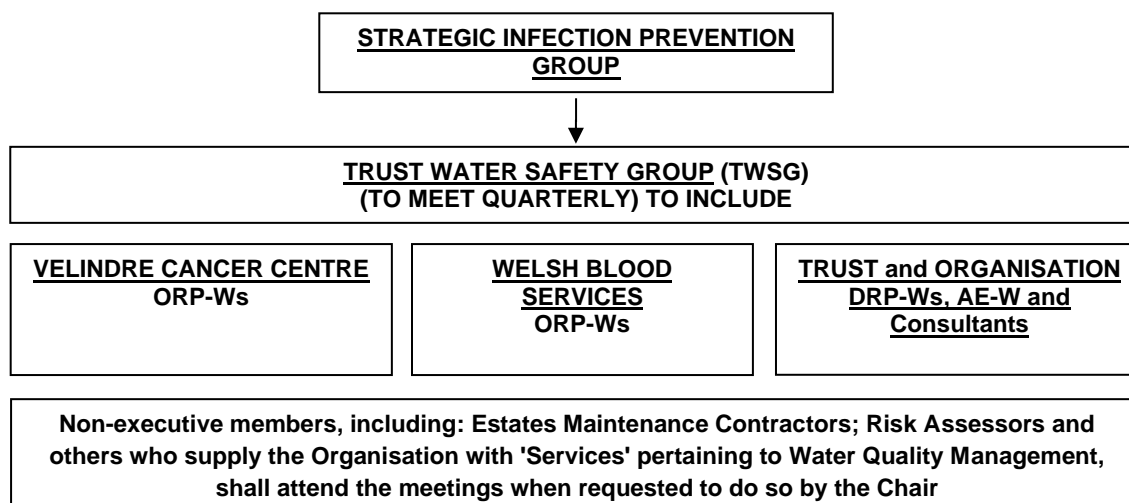 STRATEGIC INFECTION PREVENTION
GROUP
TRUST WATER SAFETY GROUP (TWSG)
(TO MEET QUARTERLY) TO INCLUDE
VELINDRE CANCER CENTRE
ORP-Ws
WELSH BLOOD
SERVICES
ORP-Ws
TRUST and ORGANISATION
DRP-Ws, AE-W and
Consultants
Non-executive members, including: Estates Maintenance Contractors; Risk Assessors and
others who supply the Organisation with 'Services' pertaining to Water Quality Management,
shall attend the meetings when requested to do so by the Chair